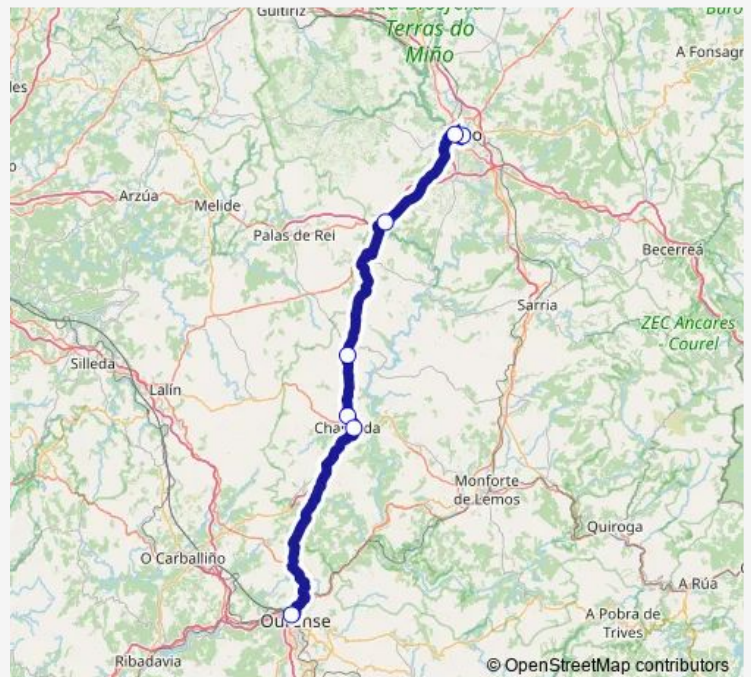 Guitiriz
Terras do
Miño
A Fonsagr
Arzúa
Melide
Palas de Rei
Becerreá
Sarria
ZEC Ancares
- Courel
Silleda
Lalín
Monforte
de Lemos
Quiroga
O Carballiño
A Rúa
A Pobra de
Trives
Ribadavia
© OpenStreetMap contributors